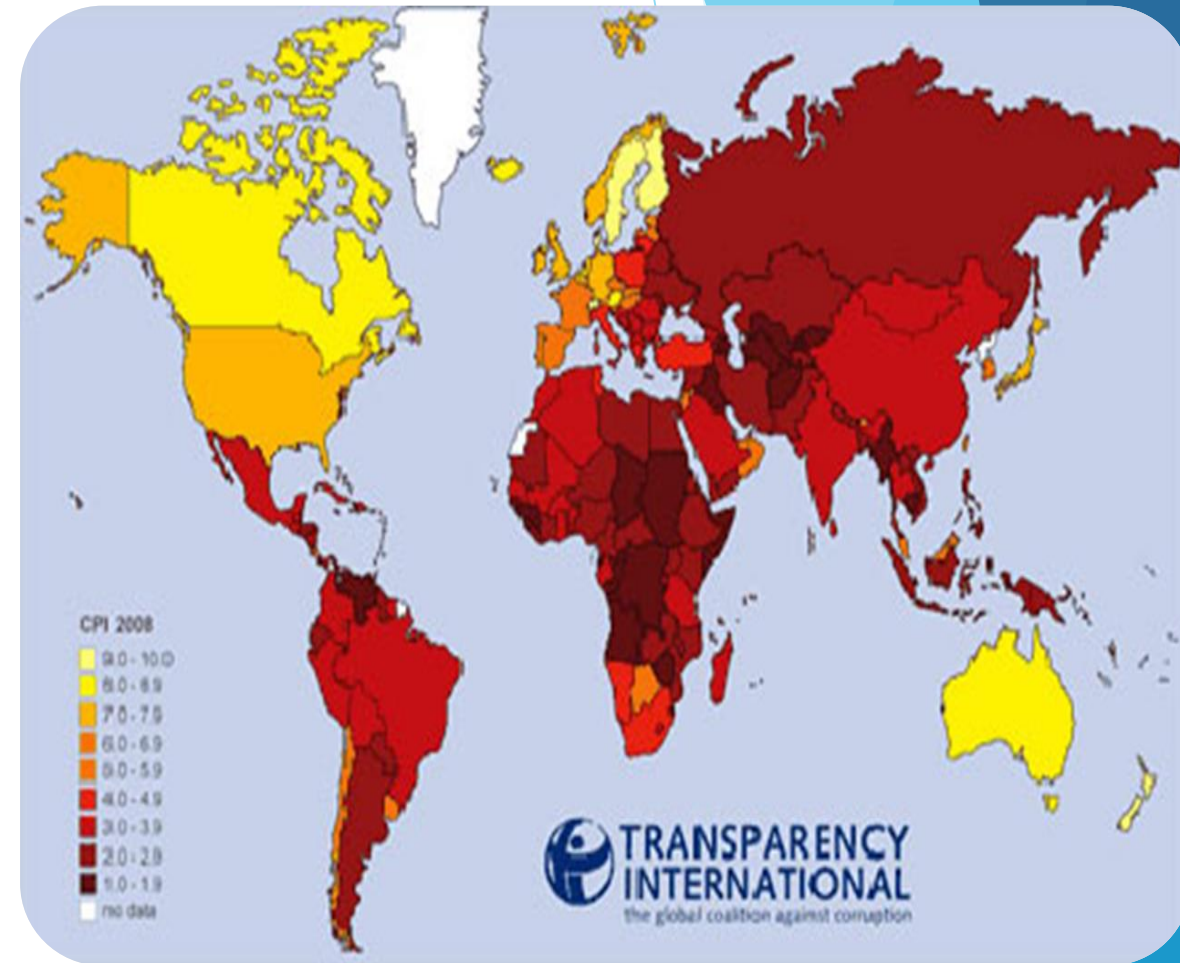 CPI 2008
9.0 - 10.0
8.0 - 8.9
7.0 - 7.9
6.0 - 6.9
5.0 - 5.9
4.0 - 4.9
3.0 - 3.9
2.0 - 2.9
1.0 - 1.9
no data
TRANSPARENCY
INTERNATIONAL
the global coalition against corruption